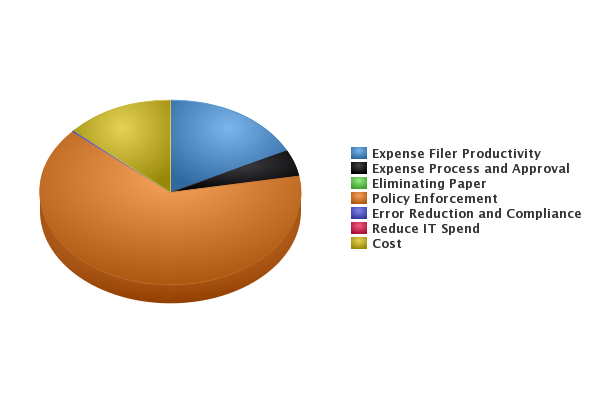 Expense Filer Productivity
Expense Process and Approval
Eliminating Paper
Policy Enforcement
Error Reduction and Compliance
Reduce IT Spend
Cost